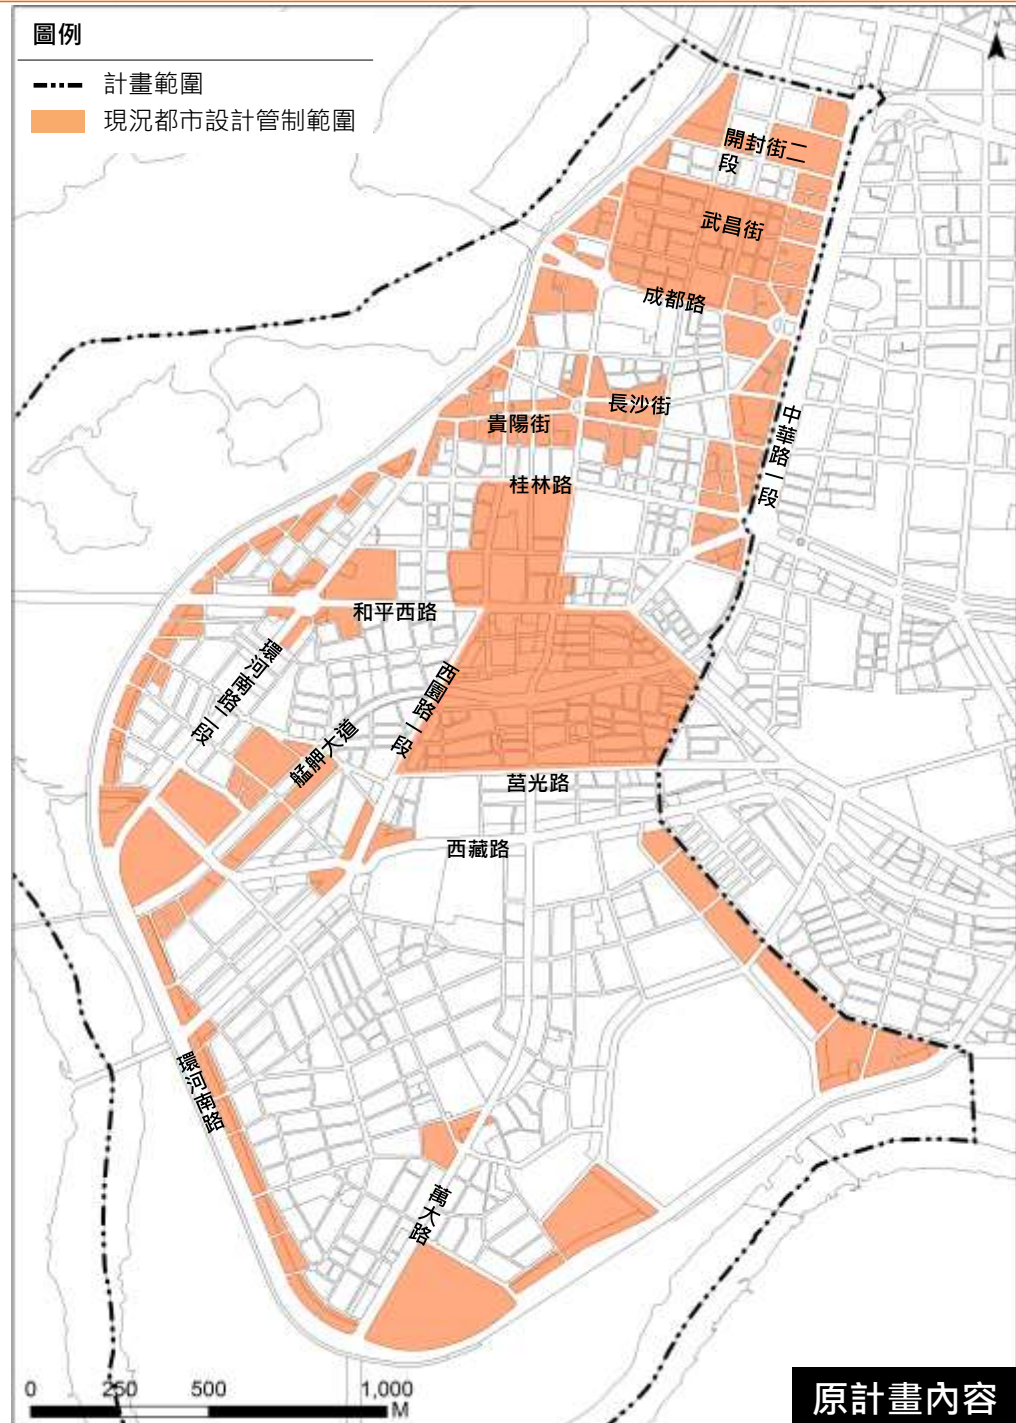 圖例
計畫範圍
現況都市設計管制範圍
開封街二段
武昌街
成都路
長沙街
貴陽街
中華路一段
桂林路
和平西路
環河南路二段
西園路一段
艋舺大道
莒光路
西藏路
環河南路
萬大路
0 250 500 1,000
M
原計畫內容